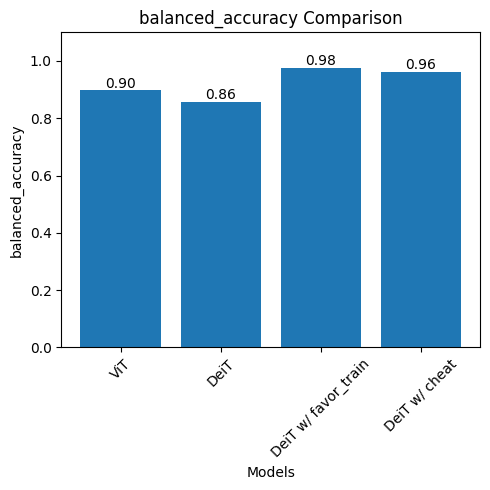 balanced_accuracy Comparison
balanced_accuracy
1.0
0.8
0.6
0.4
0.2
0.0
0.90
0.86
0.98
0.96
ViT
DeiT
DeiT w/ favor_train
DeiT w/ cheat
Models